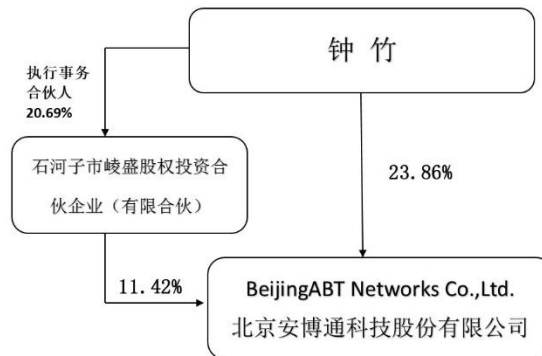 钟 竹
执行事务
合伙人
20.69%
石河子市崚盛股权投资合
伙企业（有限合伙）
23.86%
11.42%
BeijingABT Networks Co.,Ltd.
北京安博通科技股份有限公司